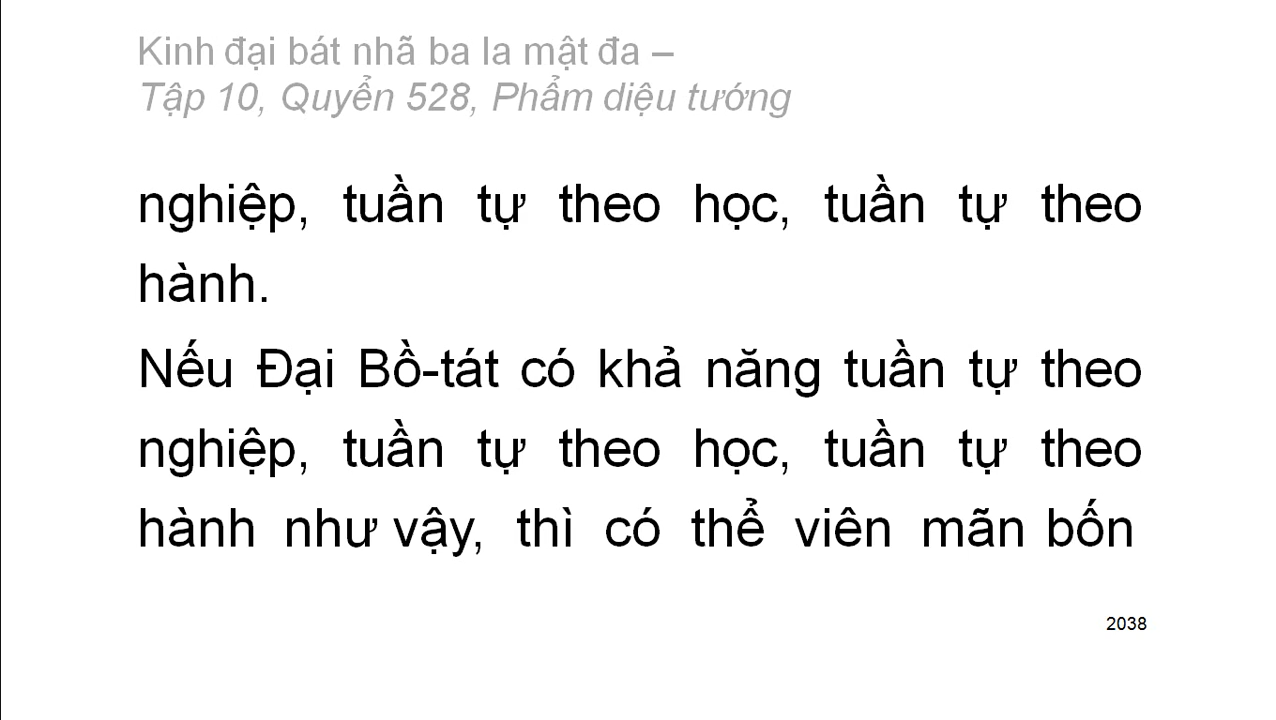 Kinh đại bát nhã ba la mật đa –
Tập 10, Quyển 528, Phẩm diệu tướng
nghiệp, tuần tự theo học, tuần tự theo
hành.
Nếu Đại Bồ-tát có khả năng tuần tự theo
nghiệp, tuần tự theo học, tuần tự theo
hành như vậy, thì có thể viên mãn bốn
2038